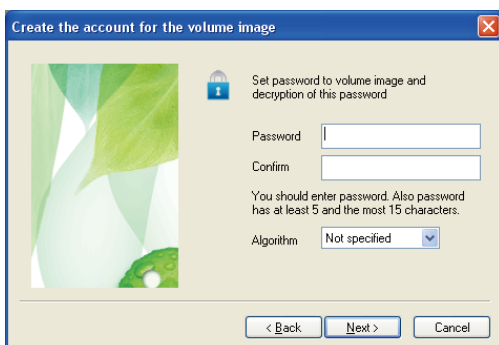 Create the account for the volume image
Set password to volume image and
decryption of this password
Password
Confirm
You should enter password. Also password
has at least 5 and the most 15 characters.
Algorithm Not specified
< Back Next > Cancel